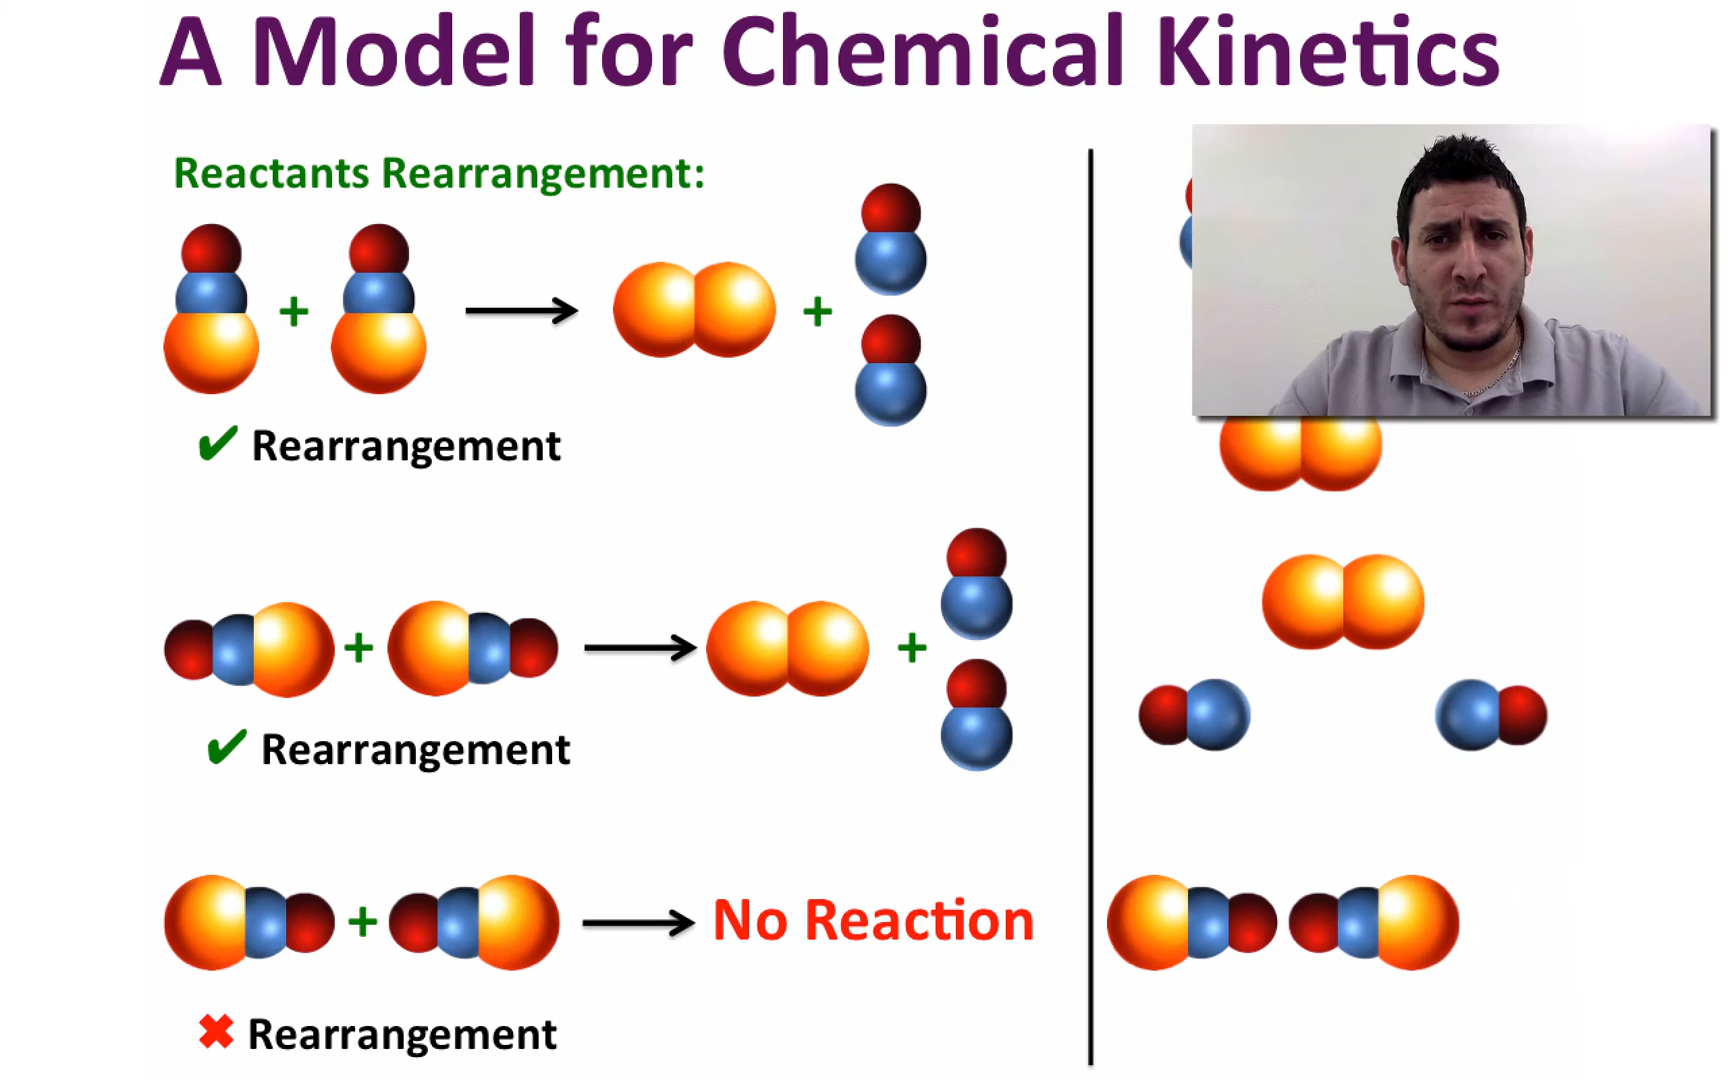 A Model for Chemical Kinetics
Reactants Rearrangement:
+ +
✔ Rearrangement
+ +
✔ Rearrangement
+ No Reaction
✖ Rearrangement